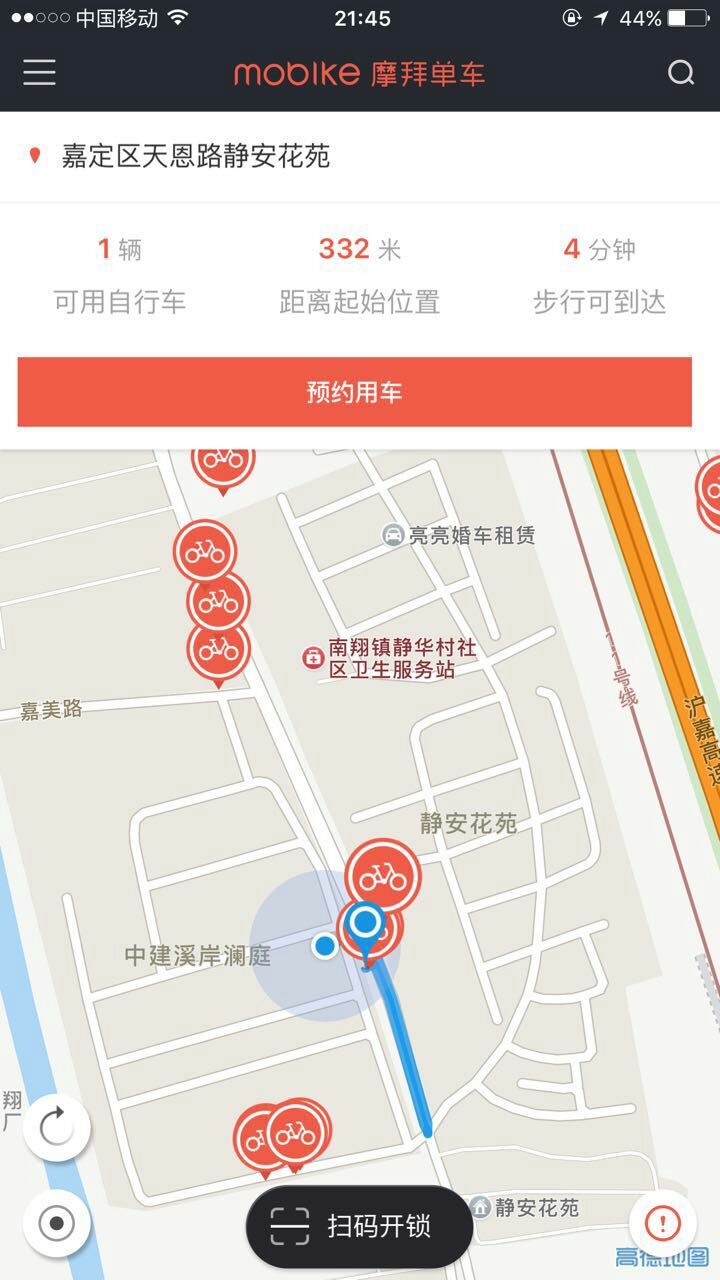 中国移动
21:45
44%
mobike 摩拜单车
嘉定区天恩路静安花苑
1 辆
332 米
4 分钟
可用自行车
距离起始位置
步行可到达
预约用车
亮亮婚车租赁
南翔镇静华村社
区卫生服务站
11号线
沪嘉高速
嘉美路
静安花苑
中建溪岸澜庭
翔
厂
扫码开锁
静安花苑
高德地图